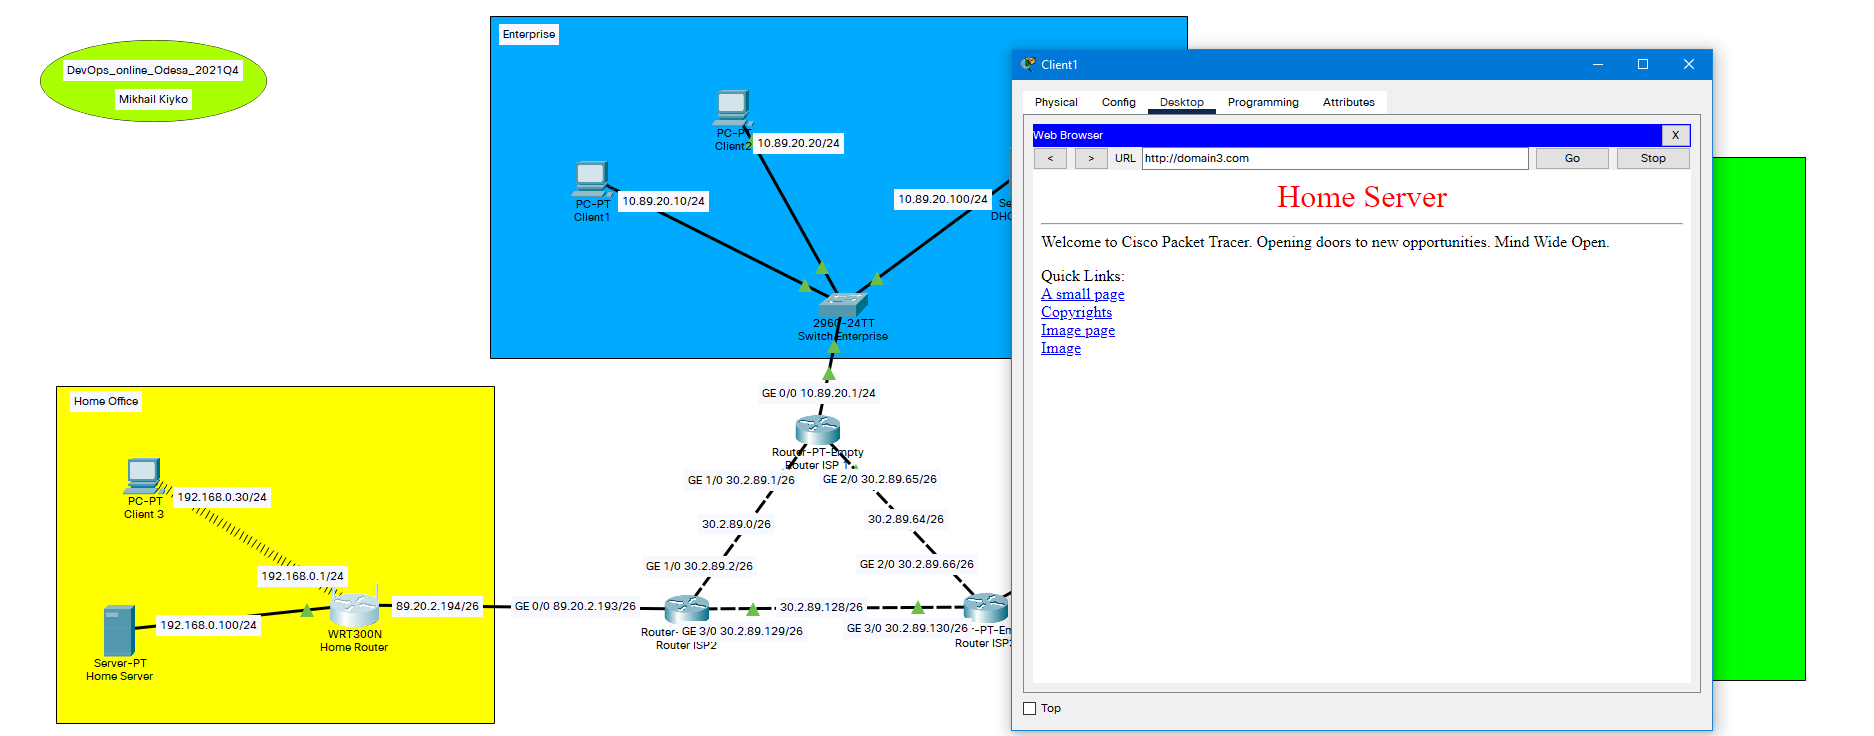 DevOps_online_Odesa_2021Q4
Mikhail Kiyko
Enterprise
PC-PT
Client2
10.89.20.20/24
PC-PT
Client1
10.89.20.10/24
10.89.20.100/24
2960-24TT
Switch Enterprise
GE 0/0 10.89.20.1/24
Router-PT-Empty
Router ISP 1
GE 1/0 30.2.89.1/26
GE 2/0 30.2.89.65/26
30.2.89.0/26
30.2.89.64/26
GE 1/0 30.2.89.2/26
GE 2/0 30.2.89.66/26
Home Office
PC-PT
Client 3
192.168.0.30/24
192.168.0.1/24
192.168.0.100/24
Server-PT
Home Server
WRT300N
Home Router
89.20.2.194/26
GE 0/0 89.20.2.193/26
30.2.89.128/26
Router-
GE 3/0 30.2.89.129/26
Router ISP2
GE 3/0 30.2.89.130/26
Client1
Physical
Config
Desktop
Programming
Attributes
Web Browser
X
<
>
URL
http://domain3.com
Go
Stop
Home Server
Welcome to Cisco Packet Tracer. Opening doors to new opportunities. Mind Wide Open.
Quick Links:
A small page
Copyrights
Image page
Image
Top